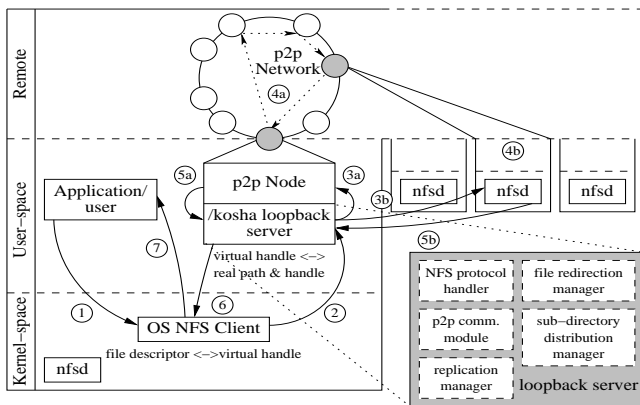 Remote
p2p
Network
4a
4b
User−space
5a
p2p Node
3a
Application/
user
/kosha loopback
server
3b
nfsd
nfsd
nfsd
7
virtual handle <−>
real path & handle
5b
Kernel−space
1
6
2
OS NFS Client
file descriptor <−>virtual handle
nfsd
NFS protocol
handler
file redirection
manager
p2p comm.
module
sub−directory
distribution
manager
replication
manager
loopback server